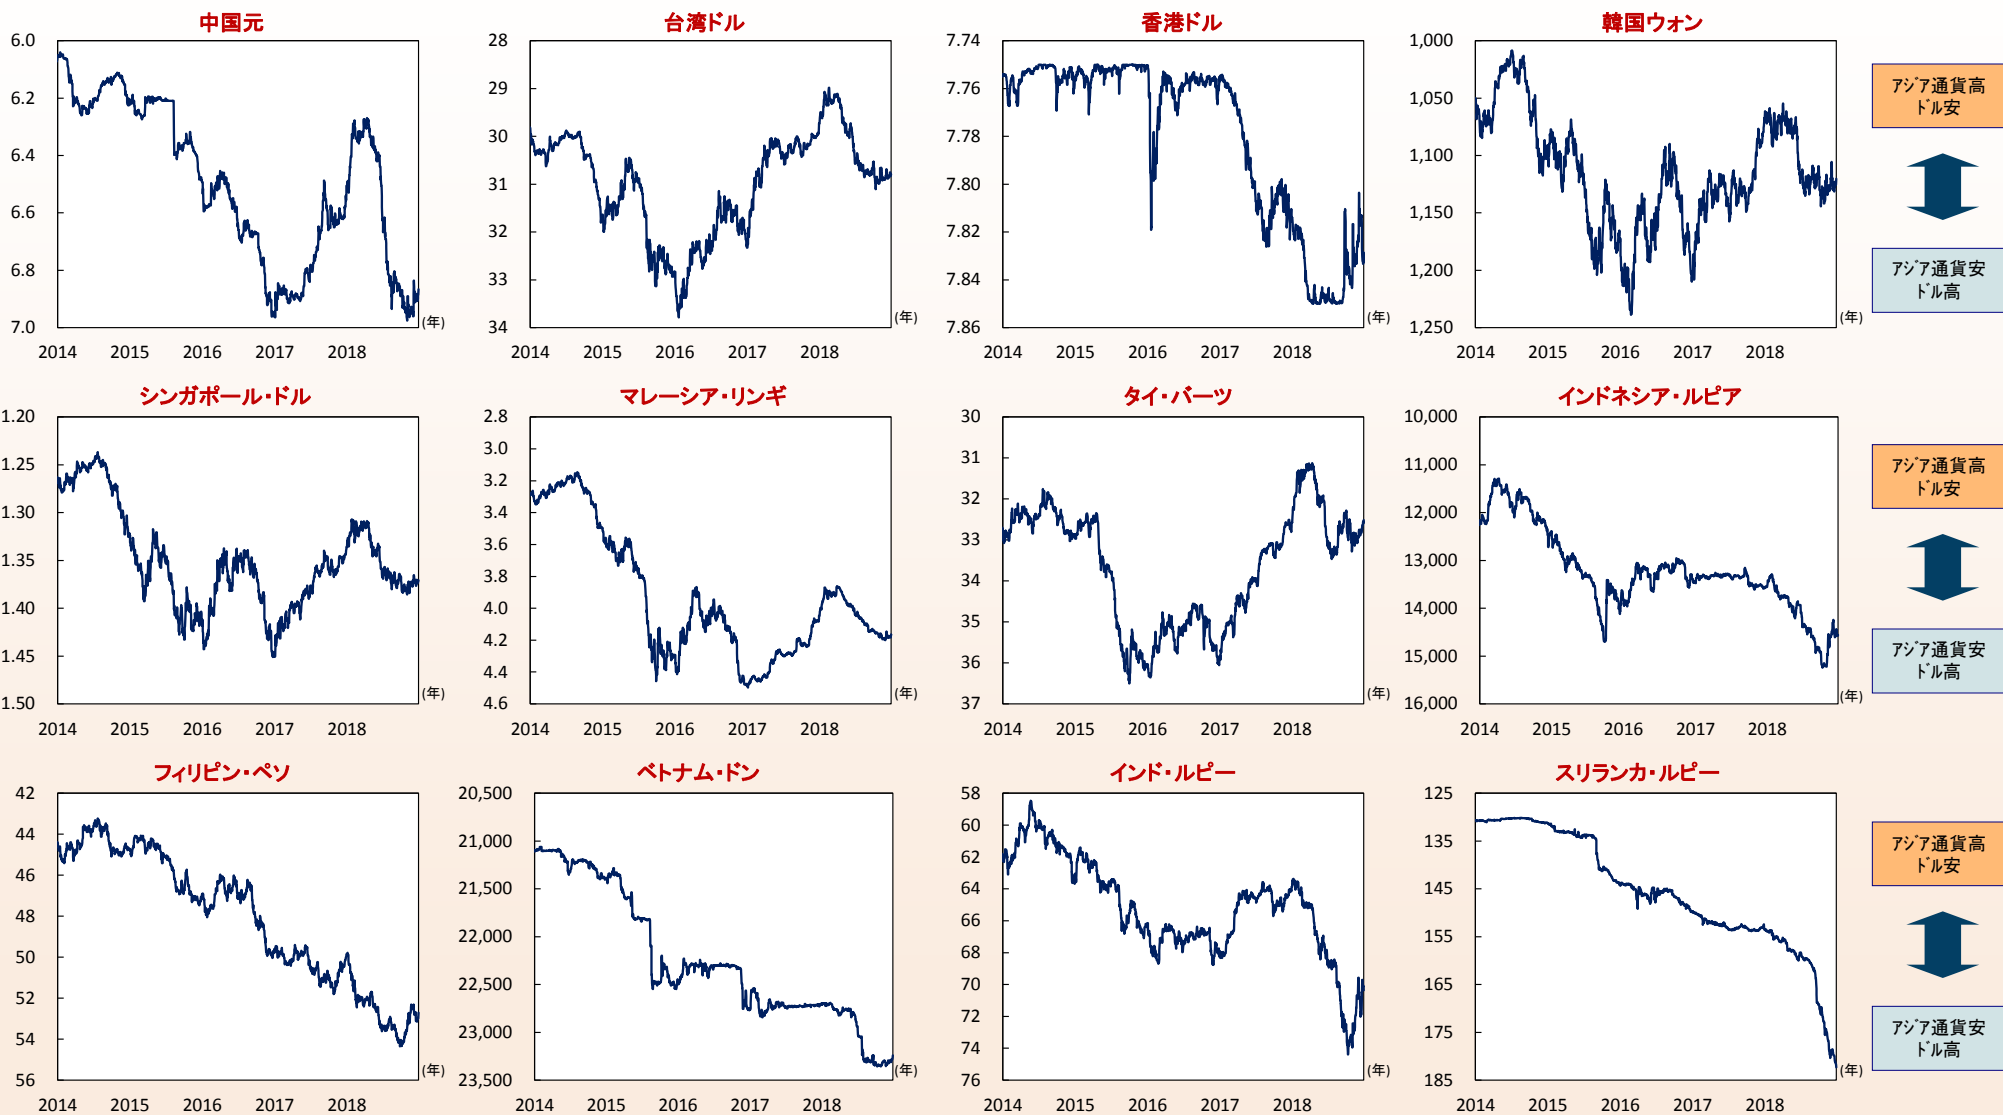 中国元
6.0
6.2
6.4
6.6
6.8
7.0
2014 2015 2016 2017 2018
(年)
台湾ドル
28
29
30
31
32
33
34
2014 2015 2016 2017 2018
(年)
香港ドル
7.74
7.76
7.78
7.80
7.82
7.84
7.86
2014 2015 2016 2017 2018
(年)
韓国ウォン
1,000
1,050
1,100
1,150
1,200
1,250
2014 2015 2016 2017 2018
(年)
アジア通貨高
ドル安
アジア通貨安
ドル高
シンガポール・ドル
1.20
1.25
1.30
1.35
1.40
1.45
1.50
2014 2015 2016 2017 2018
(年)
マレーシア・リンギ
2.8
3.0
3.2
3.4
3.6
3.8
4.0
4.2
4.4
4.6
2014 2015 2016 2017 2018
(年)
タイ・バーツ
30
31
32
33
34
35
36
37
2014 2015 2016 2017 2018
(年)
インドネシア・ルピア
10,000
11,000
12,000
13,000
14,000
15,000
16,000
2014 2015 2016 2017 2018
(年)
アジア通貨高
ドル安
アジア通貨安
ドル高
フィリピン・ペソ
42
44
46
48
50
52
54
56
2014 2015 2016 2017 2018
(年)
ベトナム・ドン
20,500
21,000
21,500
22,000
22,500
23,000
23,500
2014 2015 2016 2017 2018
(年)
インド・ルピー
58
60
62
64
66
68
70
72
74
76
2014 2015 2016 2017 2018
(年)
スリランカ・ルピー
125
135
145
155
165
175
185
2014 2015 2016 2017 2018
(年)
アジア通貨高
ドル安
アジア通貨安
ドル高